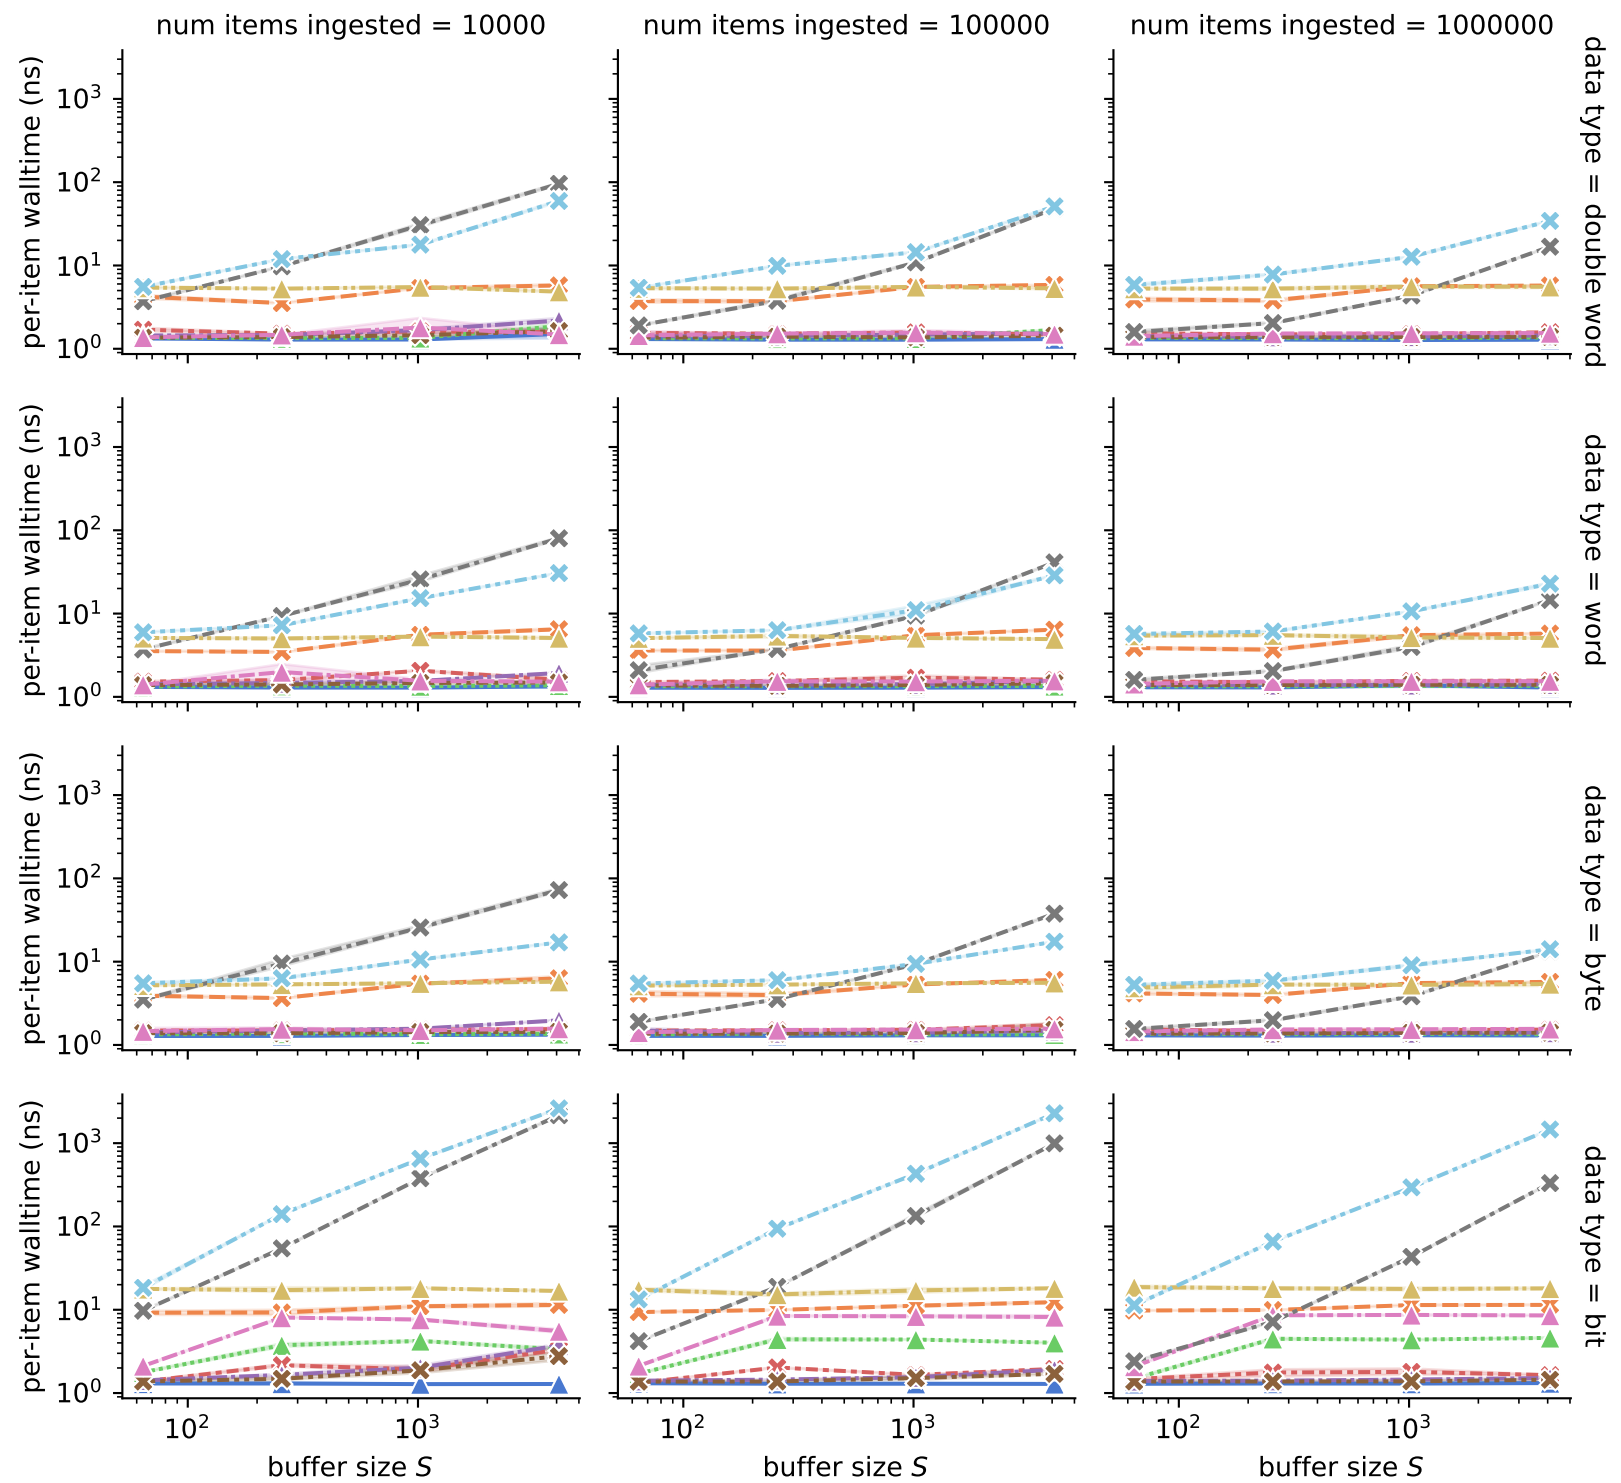 num items ingested = 10000
num items ingested = 100000
num items ingested = 1000000
per-item walltime (ns)
10³
10²
10¹
10⁰
data type = double word
per-item walltime (ns)
10³
10²
10¹
10⁰
data type = word
per-item walltime (ns)
10³
10²
10¹
10⁰
data type = byte
per-item walltime (ns)
10³
10²
10¹
10⁰
data type = bit
10² 10³ 10² 10³ 10² 10³
buffer size S
buffer size S
buffer size S